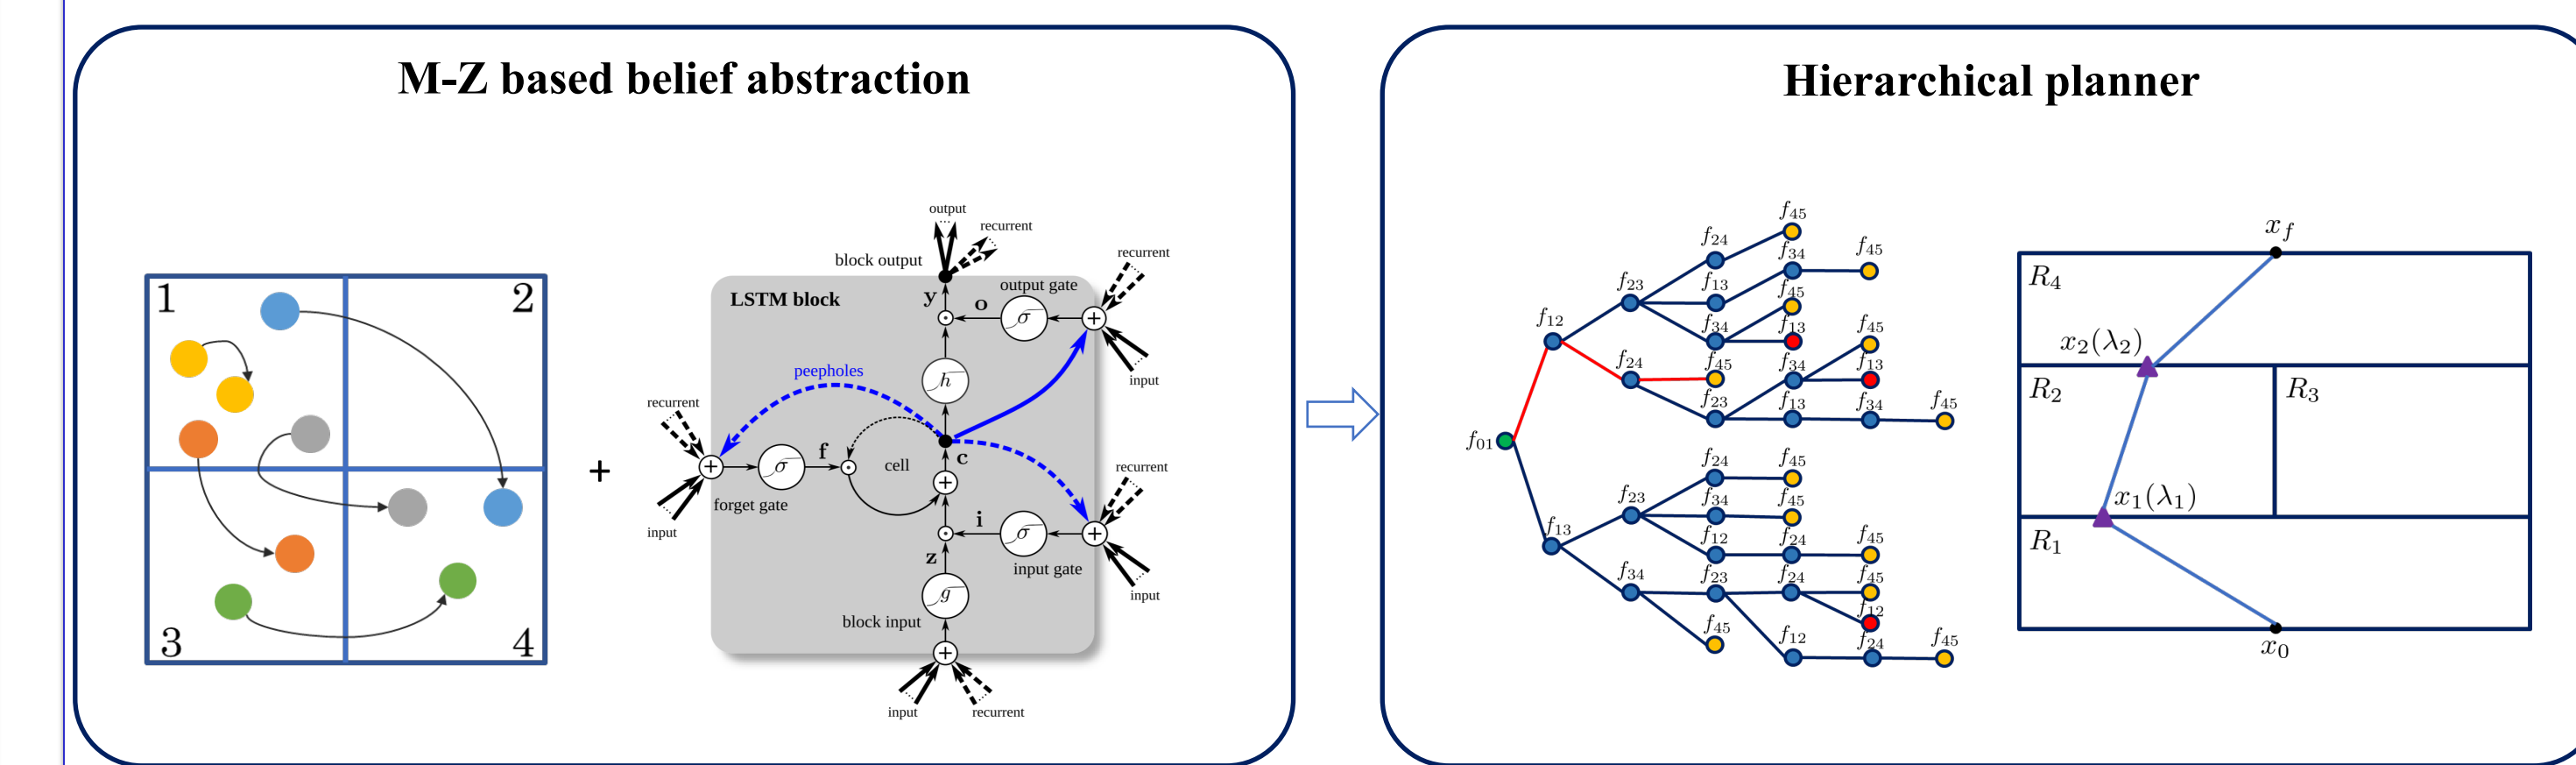 M-Z based belief abstraction
1
2
3
4
+
output
recurrent
block output
LSTM block
y
o
output gate
σ
+
recurrent
input
h
peepholes
recurrent
+
σ
f
cell
c
forget gate
input
+
i
σ
+
recurrent
input gate
input
z
g
block input
+
input
recurrent
Hierarchical planner
f01
f12
f23
f24
f45
f13
f34
f45
f34
f45
f13
f24
f45
f23
f34
f45
f13
f13
f34
f45
f13
f23
f24
f45
f34
f45
f12
f24
f45
f34
f23
f24
f45
f12
f12
f24
f45
f45
xf
R4
x2(λ2)
R2
R3
x1(λ1)
R1
x0